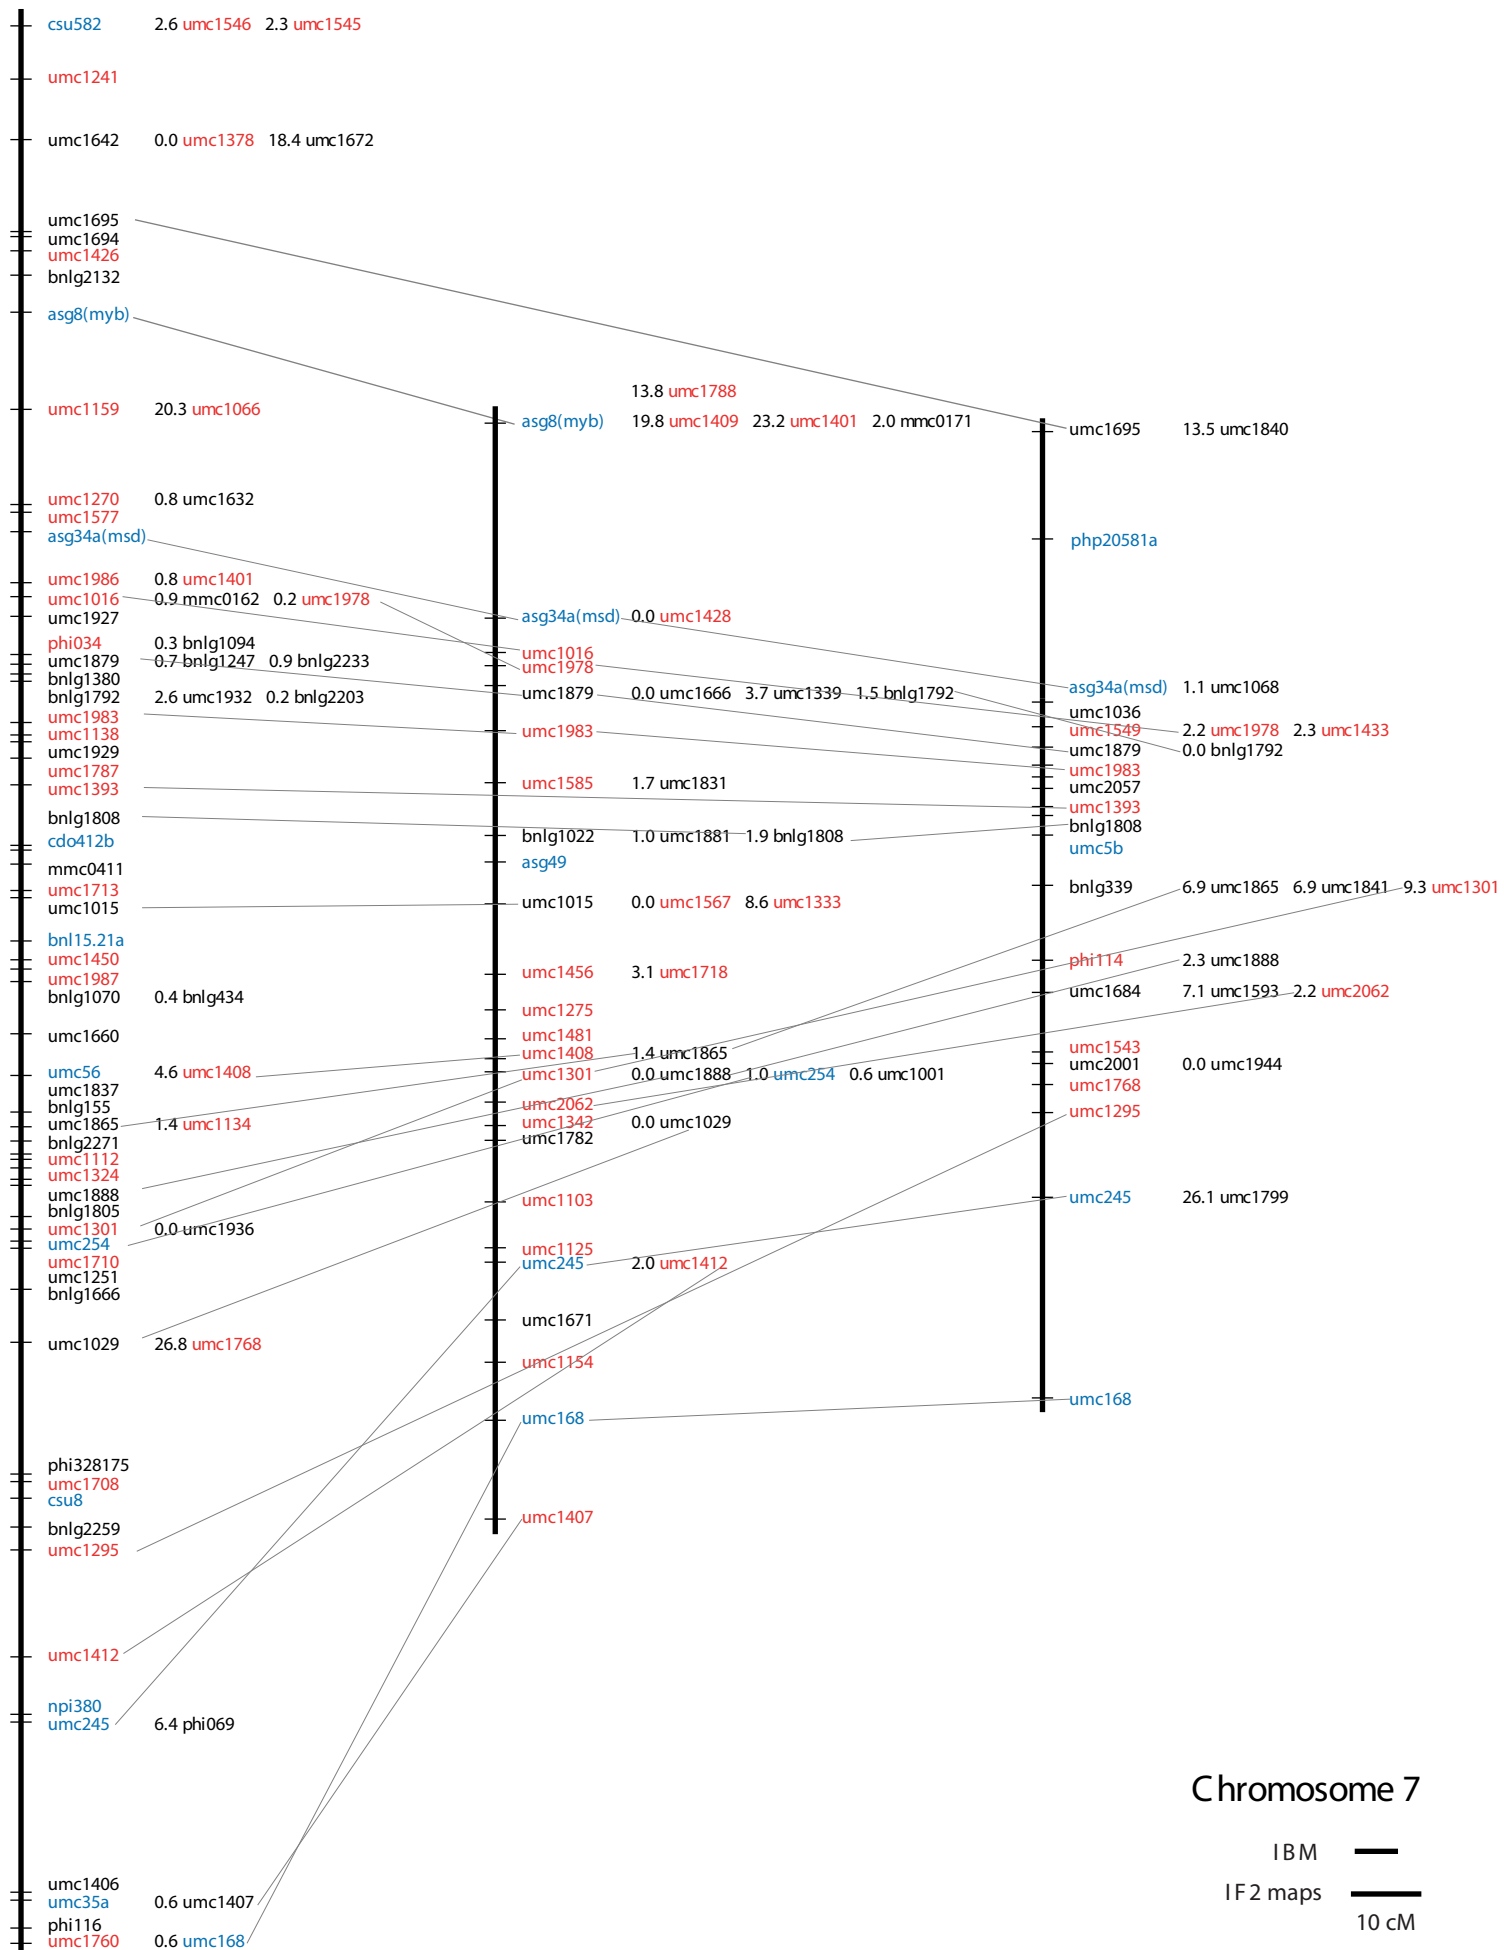 csu582 2.6 umc1546 2.3 umc1545
umc1241
umc1642 0.0 umc1378 18.4 umc1672
umc1695
umc1694
umc1426
bnlg2132
asg8(myb)
umc1159 20.3 umc1066
umc1270 0.8 umc1632
umc1577
asg34a(msd)
umc1986 0.8 umc1401
umc1016 0.9 mmc0162 0.2 umc1978
umc1927
phi034 0.3 bnlg1094
umc1879 0.7 bnlg1247 0.9 bnlg2233
bnlg1380
bnlg1792 2.6 umc1932 0.2 bnlg2203
umc1983
umc1138
umc1929
umc1787
umc1393
bnlg1808
cdo412b
mmc0411
umc1713
umc1015
bnl15.21a
umc1450
umc1987
bnlg1070 0.4 bnlg434
umc1660
umc56 4.6 umc1408
umc1837
bnlg155
umc1865 1.4 umc1134
bnlg2271
umc1112
umc1324
umc1888
bnlg1805
umc1301 0.0 umc1936
umc254
umc1710
umc1251
bnlg1666
umc1029 26.8 umc1768
phi328175
umc1708
csu8
bnlg2259
umc1295
umc1412
npi380
umc245 6.4 phi069
umc1406
umc35a 0.6 umc1407
phi116
umc1760 0.6 umc168
13.8 umc1788
asg8(myb) 19.8 umc1409 23.2 umc1401 2.0 mmc0171
asg34a(msd) 0.0 umc1428
umc1016
umc1978
umc1879 0.0 umc1666 3.7 umc1339 1.5 bnlg1792
umc1983
umc1585 1.7 umc1831
bnlg1022 1.0 umc1881 1.9 bnlg1808
asg49
umc1015 0.0 umc1567 8.6 umc1333
umc1456 3.1 umc1718
umc1275
umc1481
umc1408 1.4 umc1865
umc1301 0.0 umc1888 1.0 umc254 0.6 umc1001
umc2062
umc1342 0.0 umc1029
umc1782
umc1103
umc1125
umc245 2.0 umc1412
umc1671
umc1154
umc168
umc1407
umc1695 13.5 umc1840
php20581a
asg34a(msd) 1.1 umc1068
umc1036
umc1549 2.2 umc1978 2.3 umc1433
umc1879 0.0 bnlg1792
umc1983
umc2057
umc1393
bnlg1808
umc5b
bnlg339 6.9 umc1865 6.9 umc1841 9.3 umc1301
phi114 2.3 umc1888
umc1684 7.1 umc1593 2.2 umc2062
umc1543
umc2001 0.0 umc1944
umc1768
umc1295
umc245 26.1 umc1799
umc168
Chromosome 7
IBM
IF2 maps
10 cM